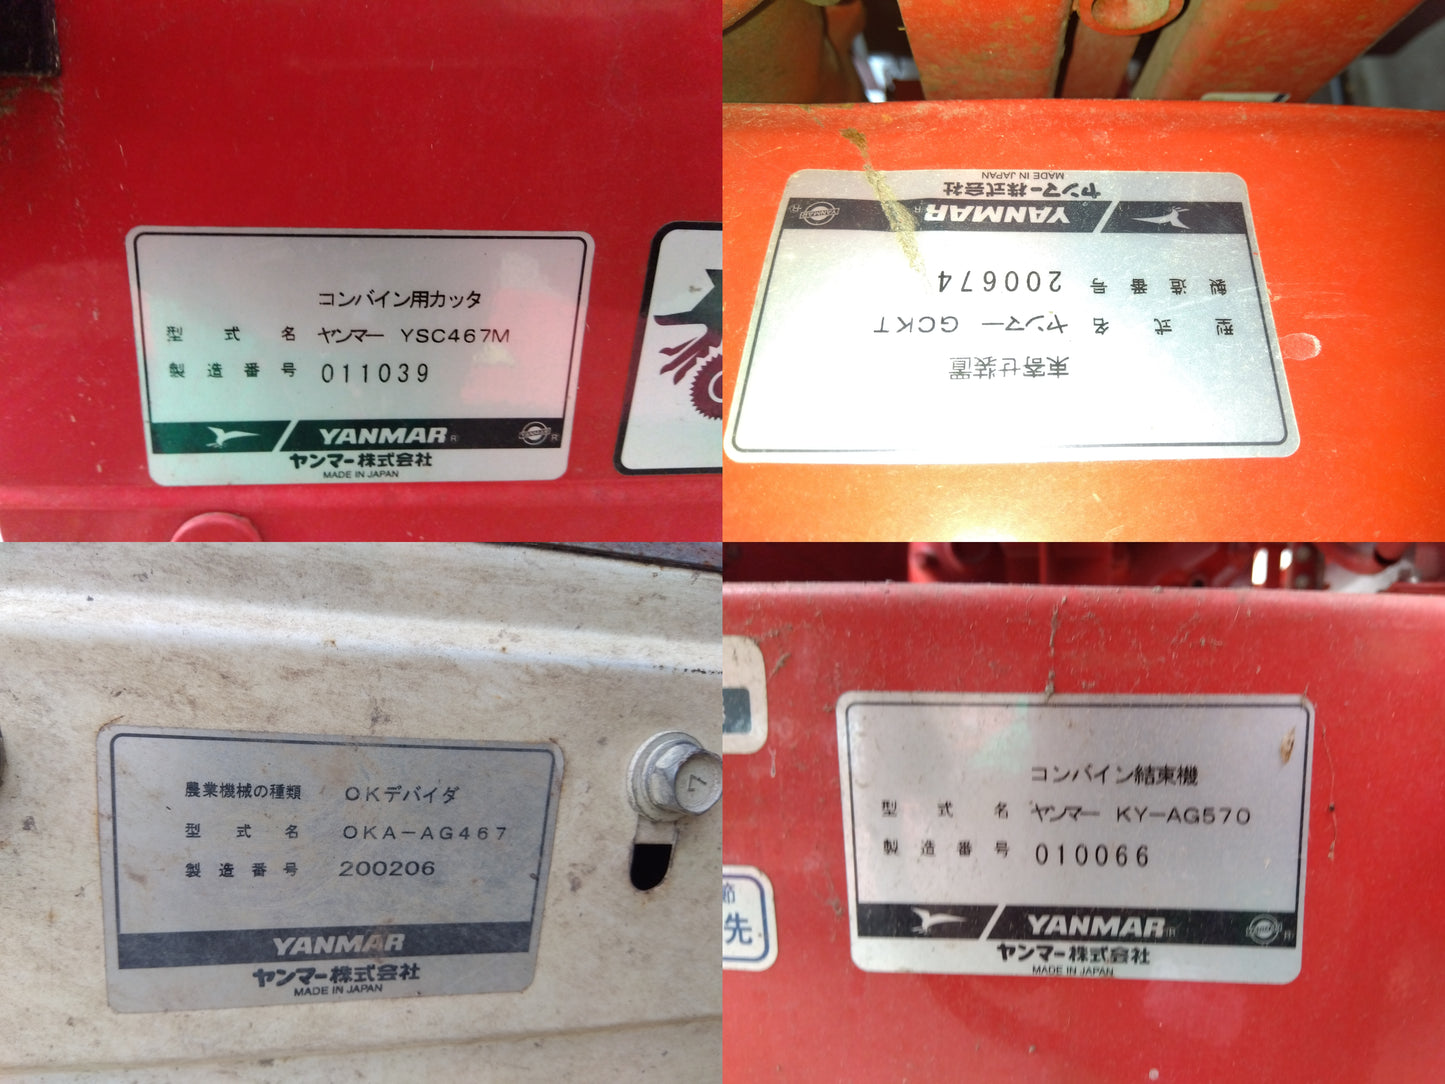 コンバイン用カッタ
型式名 ヤンマー YSC467M
製造番号 011039
YANMAR R
YANMAR R
ヤンマー株式会社
MADE IN JAPAN
束寄せ装置
型式名 ヤンマー GCKT
製造番号 200674
YANMAR R
YANMAR R
ヤンマー株式会社
MADE IN JAPAN
農業機械の種類 OKデバイダ
型式名 OKA-AG467
製造番号 200206
YANMAR
ヤンマー株式会社
MADE IN JAPAN
7
コンバイン結束機
型式名 ヤンマー KY-AG570
製造番号 010066
YANMAR R
R
ヤンマー株式会社
MADE IN JAPAN
節
先